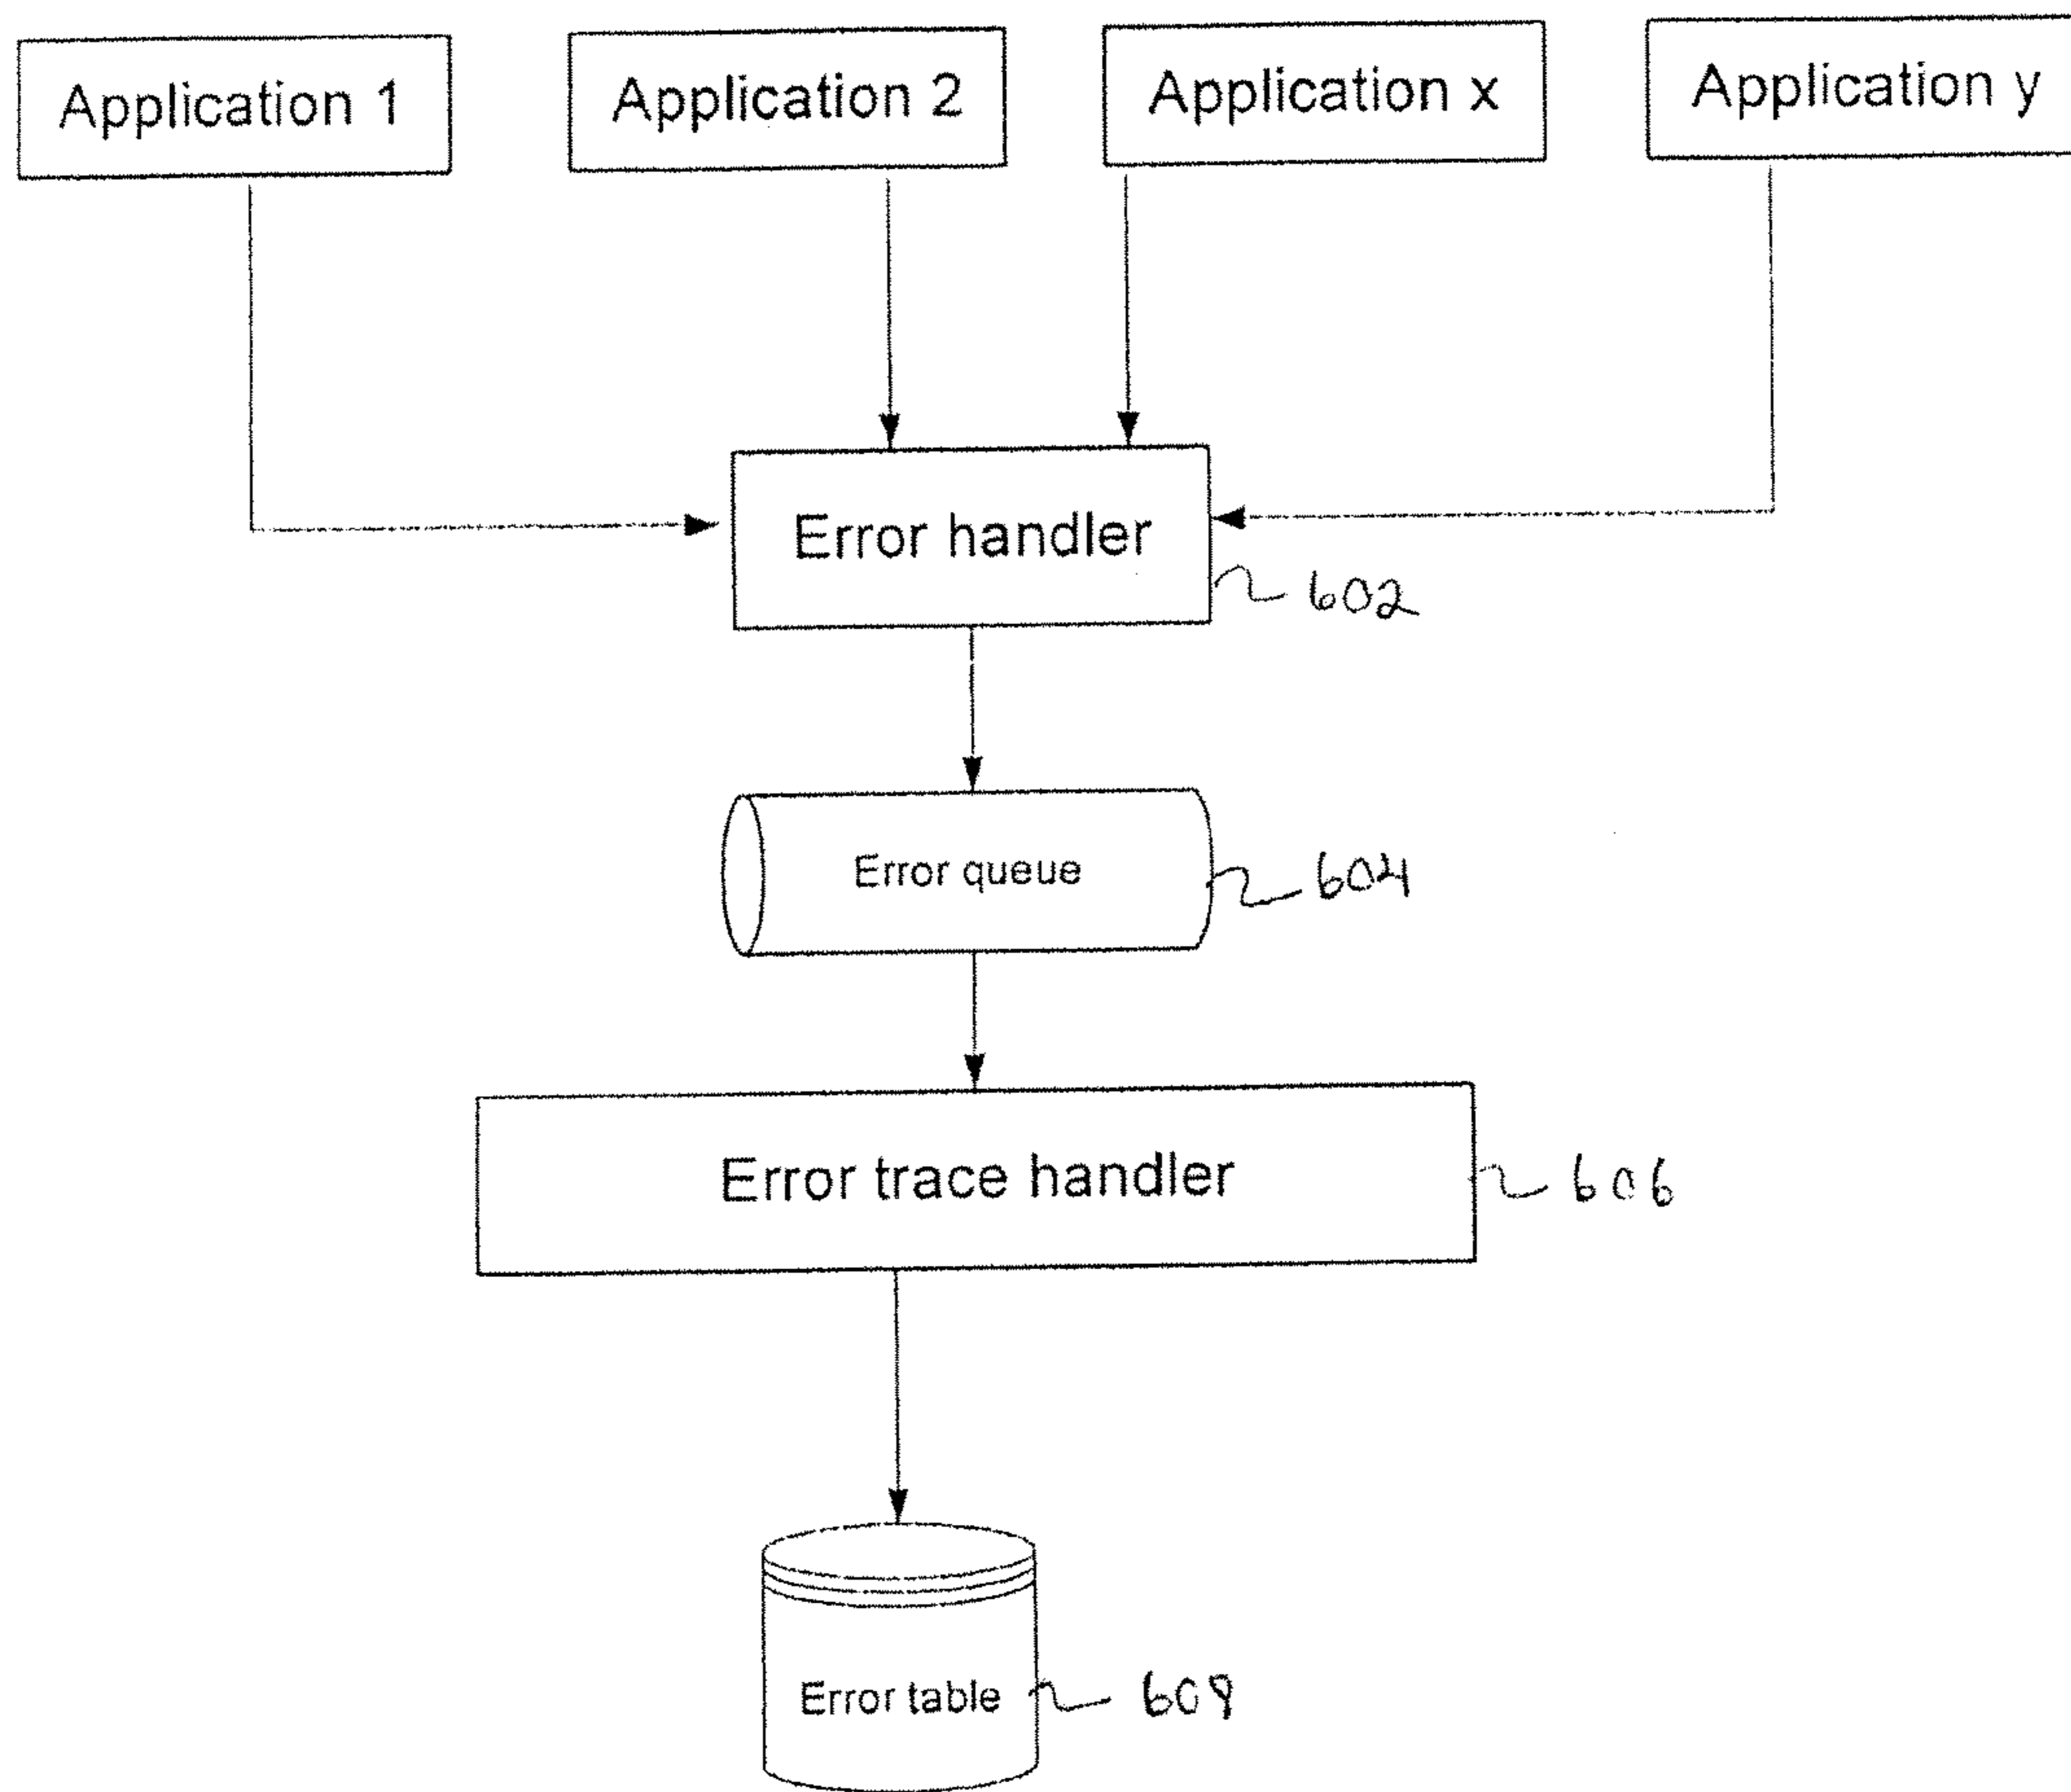 Application 1
Application 2
Application x
Application y
Error handler
602
Error queue
604
Error trace handler
606
Error table
608